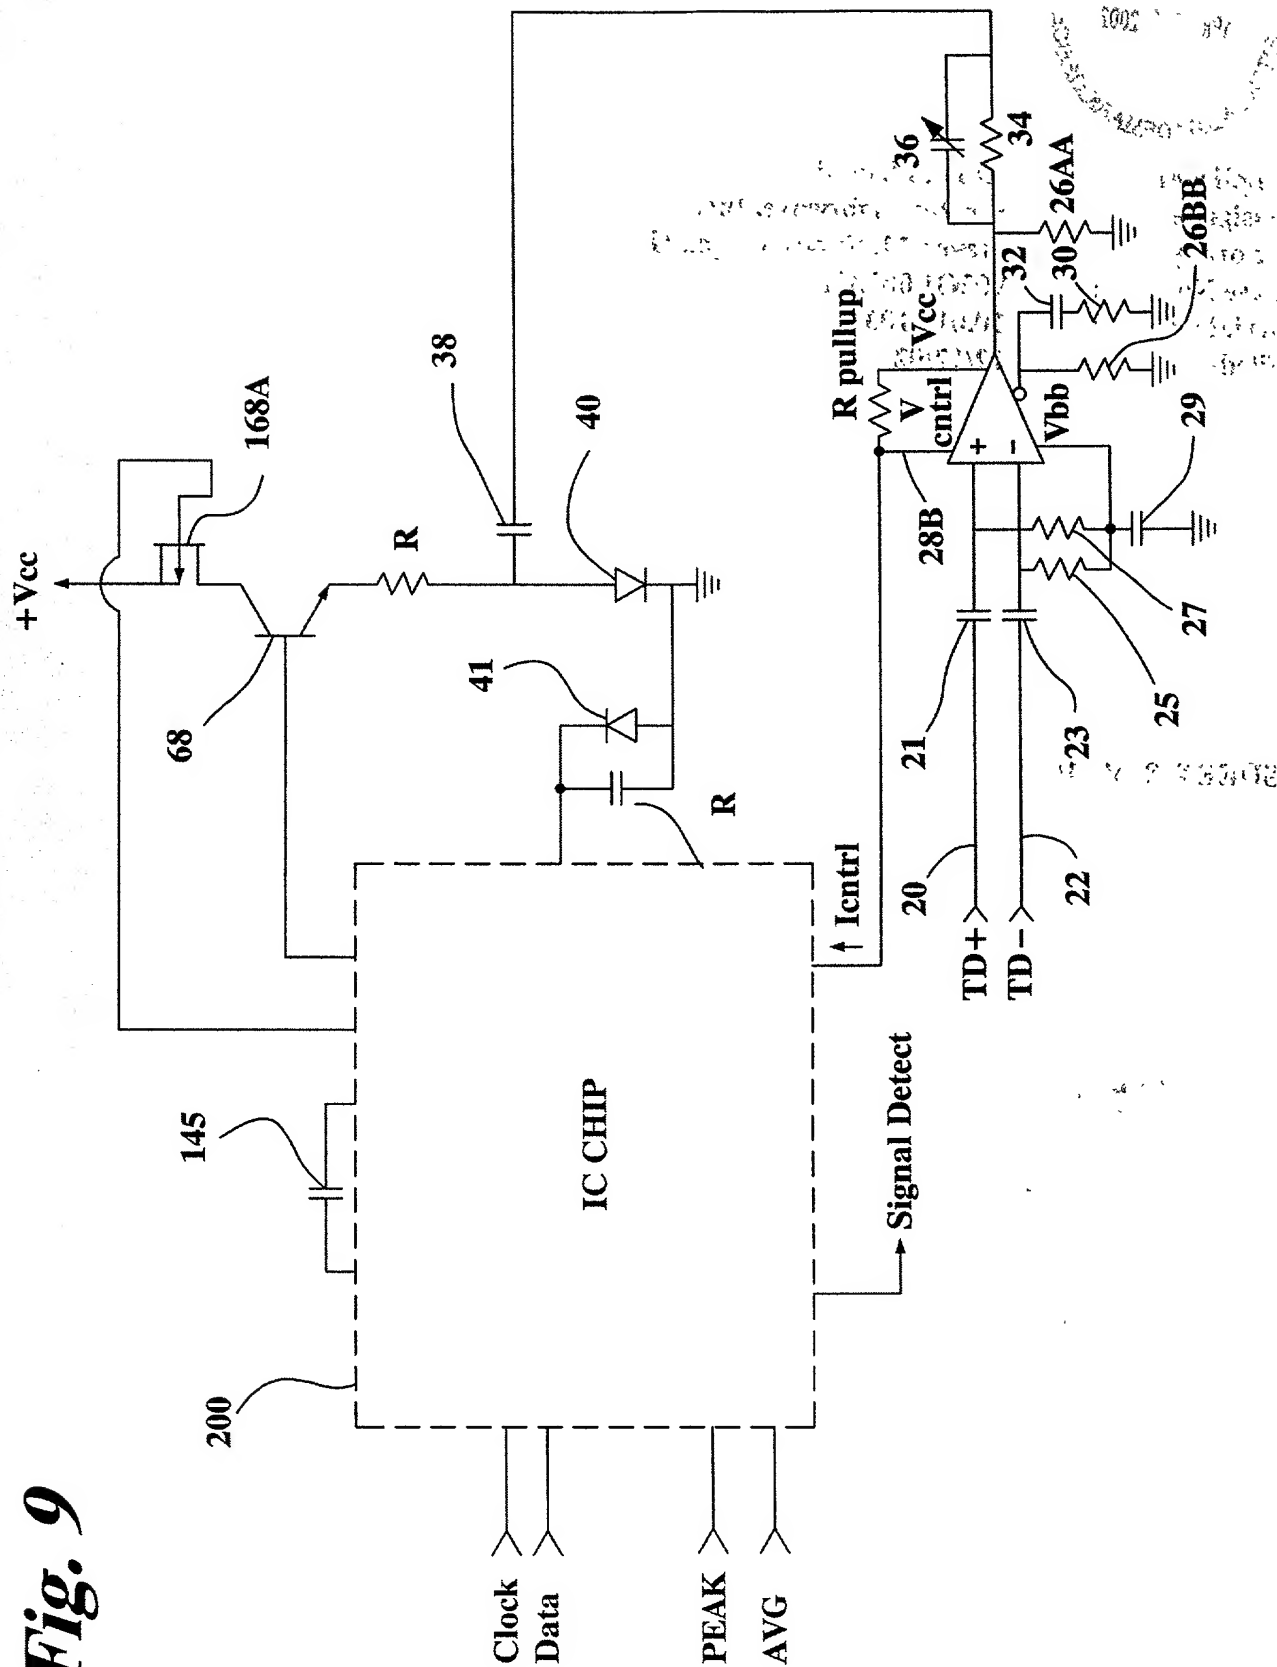 Fig. 9
+Vcc
168A
68
R
38
40
41
R
145
200
IC CHIP
Clock
Data
PEAK
AVG
Signal Detect
Icntrl
R pullup
Vcc
V
cntrl
Vbb
+
−
28B
36
34
26AA
32
30
26BB
29
27
25
21
23
20
22
TD+
TD−
2003